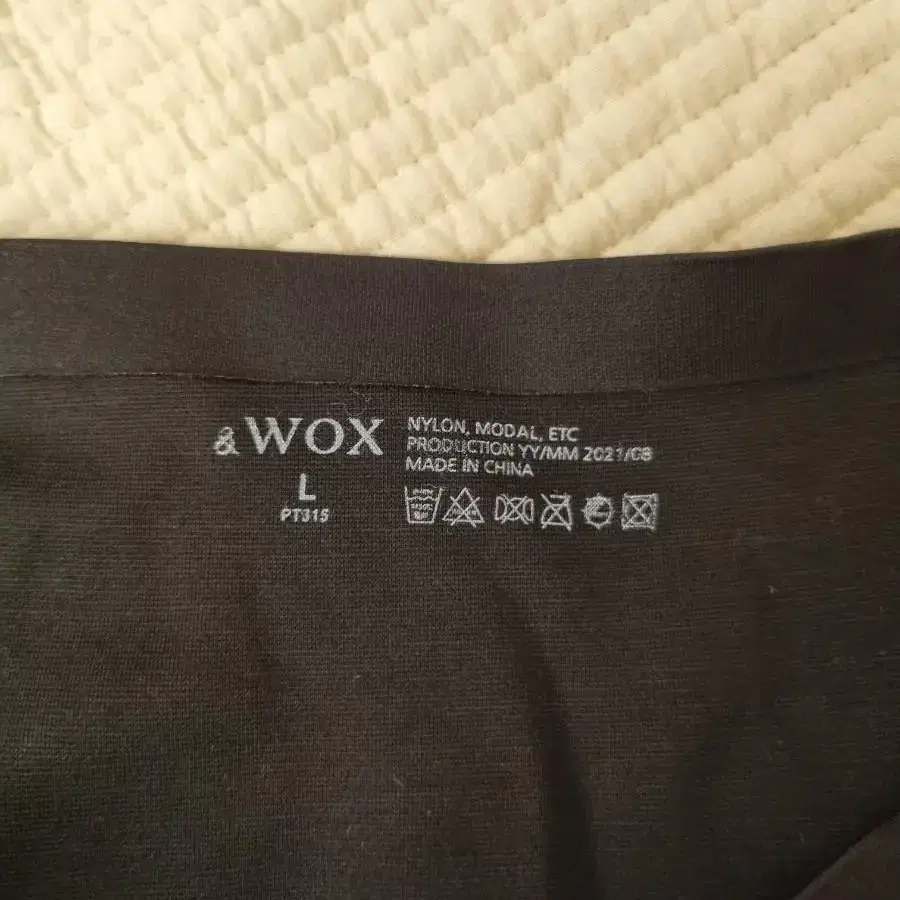 &WOX
L
PT315
NYLON, MODAL, ETC
PRODUCTION YY/MM 2021/08
MADE IN CHINA